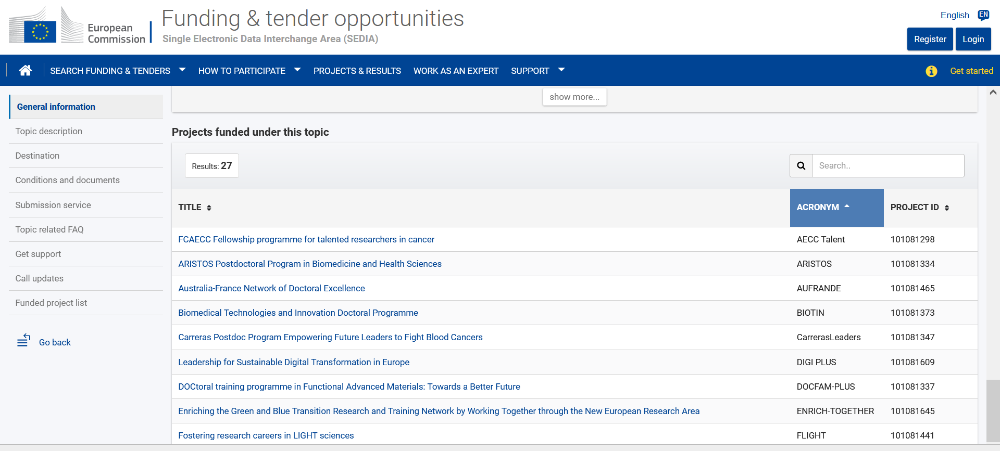 European
Commission
Funding & tender opportunities
Single Electronic Data Interchange Area (SEDIA)
English EN
Register Login
SEARCH FUNDING & TENDERS HOW TO PARTICIPATE PROJECTS & RESULTS WORK AS AN EXPERT SUPPORT Get started
General information
Topic description
Destination
Conditions and documents
Submission service
Topic related FAQ
Get support
Call updates
Funded project list
Go back
show more...
Projects funded under this topic
Results: 27 Search..
TITLE ACRONYM PROJECT ID
FCAECC Fellowship programme for talented researchers in cancer AECC Talent 101081298
ARISTOS Postdoctoral Program in Biomedicine and Health Sciences ARISTOS 101081334
Australia-France Network of Doctoral Excellence AUFRANDE 101081465
Biomedical Technologies and Innovation Doctoral Programme BIOTIN 101081373
Carreras Postdoc Program Empowering Future Leaders to Fight Blood Cancers CarrerasLeaders 101081347
Leadership for Sustainable Digital Transformation in Europe DIGI PLUS 101081609
DOCtoral training programme in Functional Advanced Materials: Towards a Better Future DOCFAM-PLUS 101081337
Enriching the Green and Blue Transition Research and Training Network by Working Together through the New European Research Area ENRICH-TOGETHER 101081645
Fostering research careers in LIGHT sciences FLIGHT 101081441